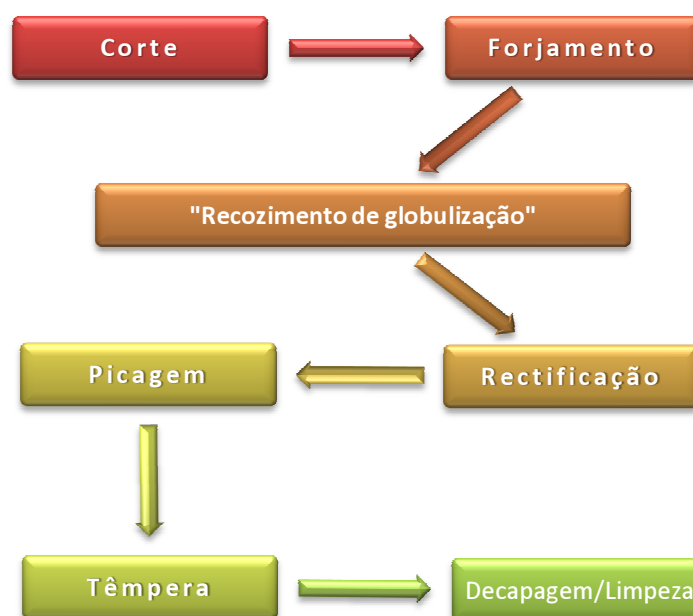 Corte
Forjamento
"Recozimento de globulização"
Rectificação
Picagem
Têmpera
Decapagem/Limpeza